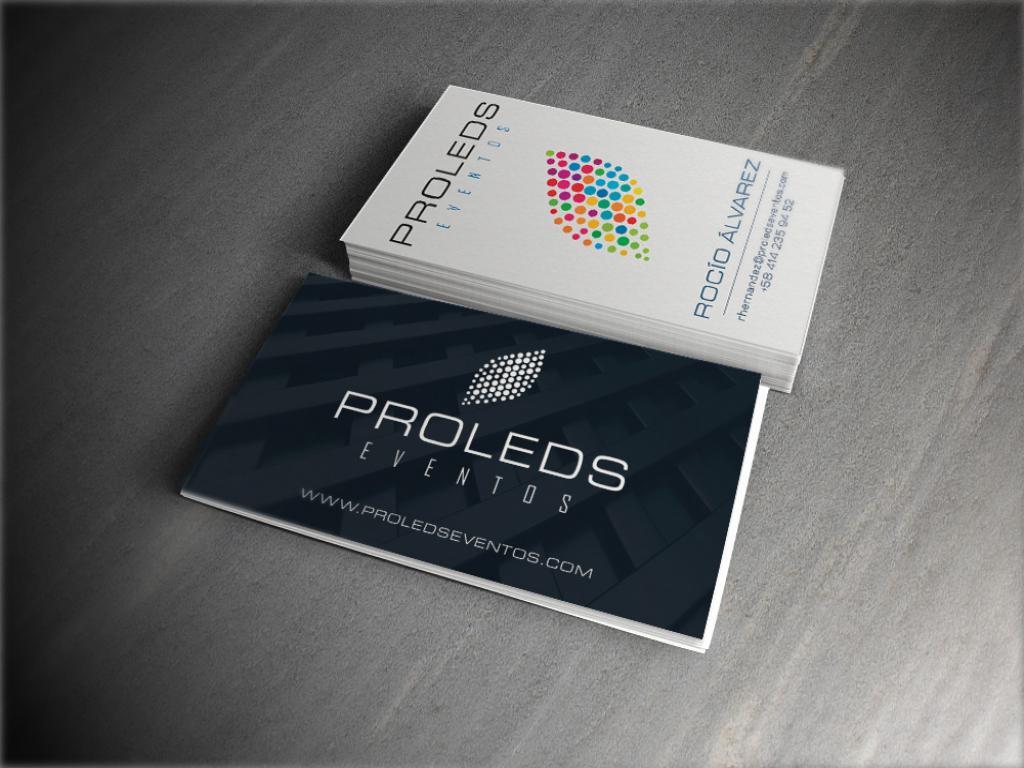 PROLEDS
EVENTOS
ROCÍO ÁLVAREZ
rhernandez@proledseventos.com
+58 414 235 94 52
PROLEDS
EVENTOS
WWW.PROLEDSEVENTOS.COM